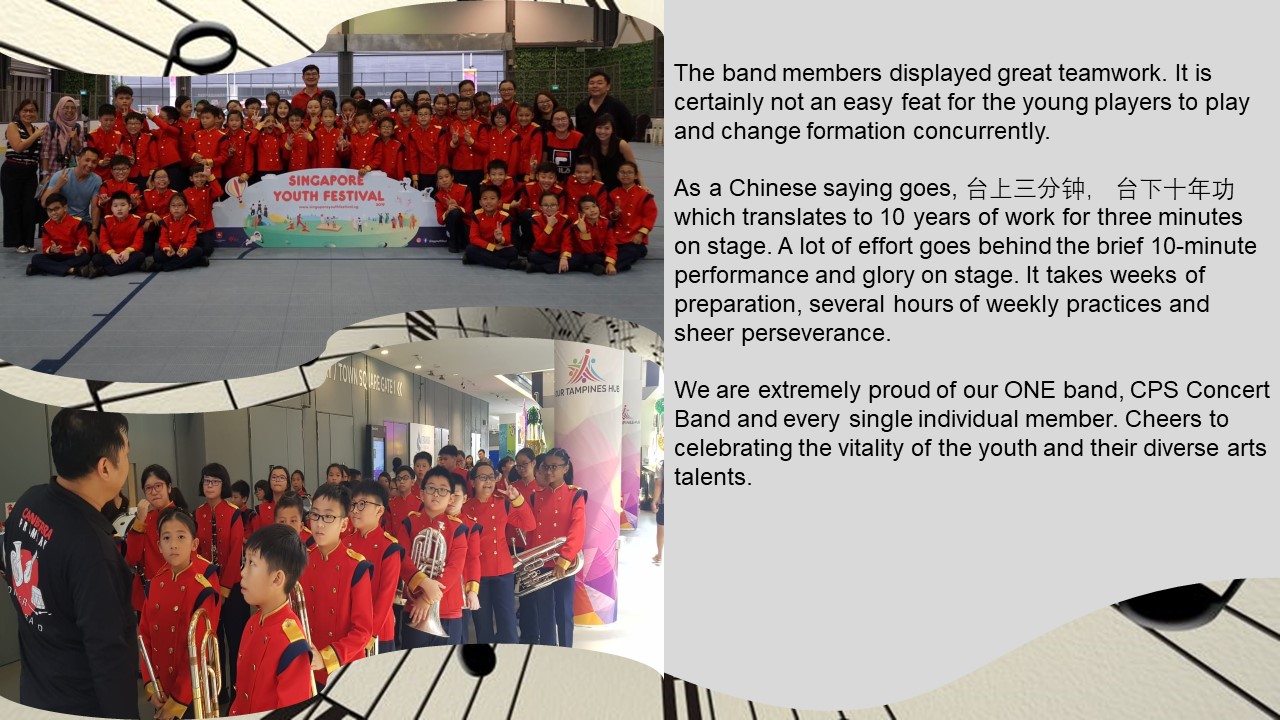 SINGAPORE
YOUTH FESTIVAL
TOWN SQUARE GATE 1
OUR TAMPINES HUB
CANBERRA
The band members displayed great teamwork. It is
certainly not an easy feat for the young players to play
and change formation concurrently.
As a Chinese saying goes, 台上三分钟， 台下十年功
which translates to 10 years of work for three minutes
on stage. A lot of effort goes behind the brief 10-minute
performance and glory on stage. It takes weeks of
preparation, several hours of weekly practices and
sheer perseverance.
We are extremely proud of our ONE band, CPS Concert
Band and every single individual member. Cheers to
celebrating the vitality of the youth and their diverse arts
talents.